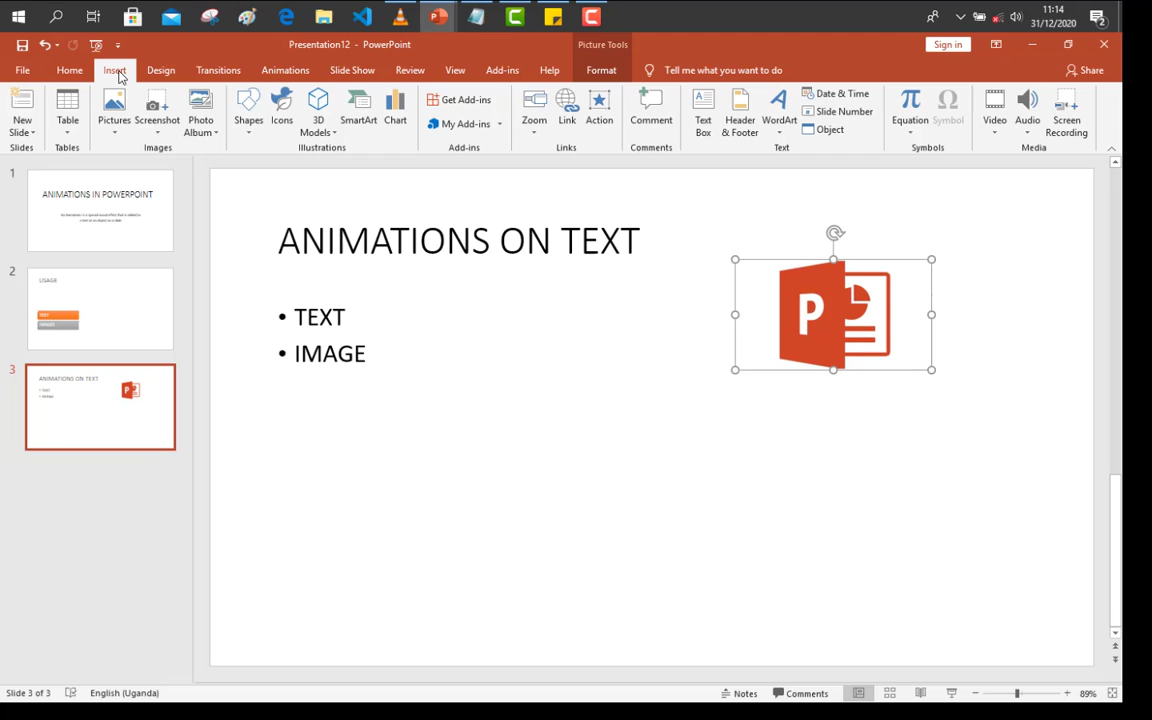 11:14
31/12/2020
2
Presentation12 - PowerPoint
Picture Tools
Sign in
File Home Insert Design Transitions Animations Slide Show Review View Add-ins Help Format Tell me what you want to do Share
New Slide
Table
Pictures
Screenshot
Photo Album
Shapes
Icons
3D Models
SmartArt
Chart
Get Add-ins
My Add-ins
Zoom
Link
Action
Comment
Text Box
Header & Footer
WordArt
Date & Time
Slide Number
Object
Equation
Symbol
Video
Audio
Screen Recording
Slides Tables Images Illustrations Add-ins Links Comments Text Symbols Media
1
ANIMATIONS IN POWERPOINT
2
USAGE
TEXT
IMAGES
3
ANIMATIONS ON TEXT
• TEXT
• IMAGE
P
ANIMATIONS ON TEXT
• TEXT
• IMAGE
P
Slide 3 of 3 English (Uganda) Notes Comments 89%